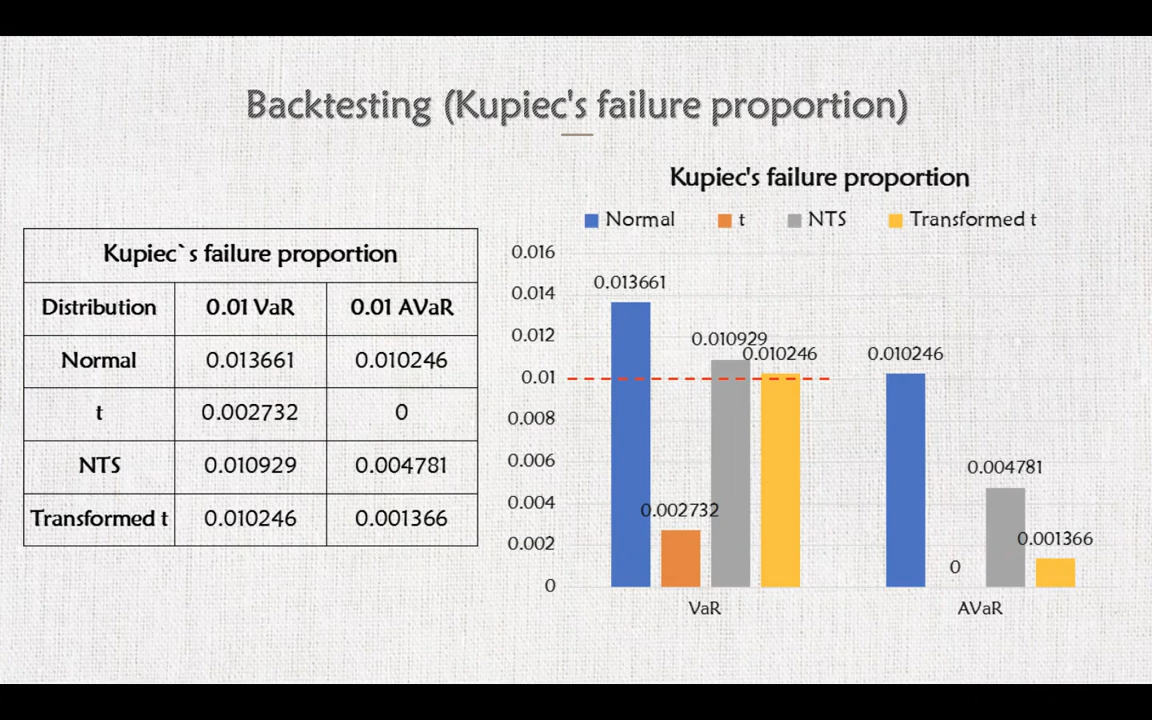 Backtesting (Kupiec's failure proportion)
Kupiec`s failure proportion
Distribution 0.01 VaR 0.01 AVaR
Normal 0.013661 0.010246
t 0.002732 0
NTS 0.010929 0.004781
Transformed t 0.010246 0.001366
Kupiec's failure proportion
Normal t NTS Transformed t
0.016
0.014
0.012
0.01
0.008
0.006
0.004
0.002
0
0.013661
0.002732
0.010929
0.010246
0.010246
0
0.004781
0.001366
VaR AVaR